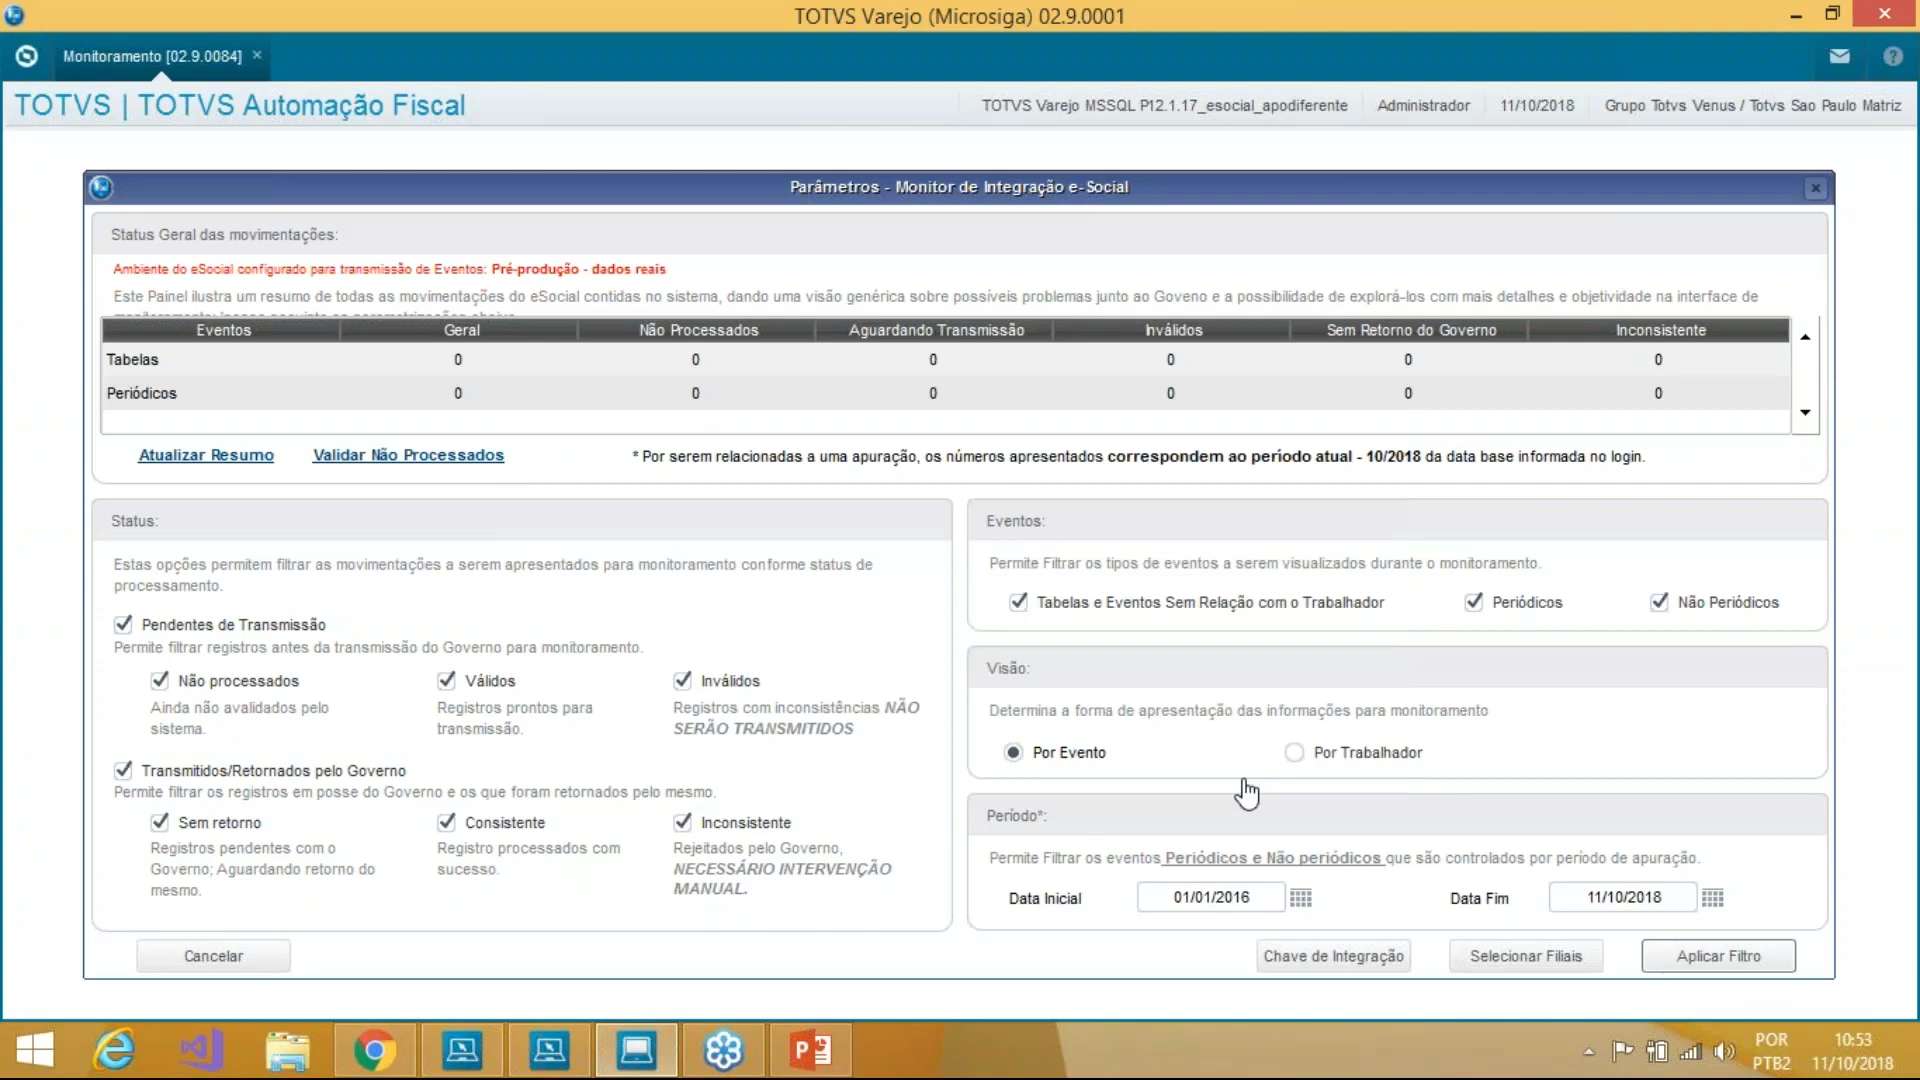 TOTVS Varejo (Microsiga) 02.9.0001
Monitoramento [02.9.0084]
TOTVS | TOTVS Automação Fiscal
TOTVS Varejo MSSQL P12.1.17_esocial_apodiferente Administrador 11/10/2018 Grupo Totvs Venus / Totvs Sao Paulo Matriz
Parâmetros - Monitor de Integração e-Social
Status Geral das movimentações:
Ambiente do eSocial configurado para transmissão de Eventos: Pré-produção - dados reais
Este Painel ilustra um resumo de todas as movimentações do eSocial contidas no sistema, dando uma visão genérica sobre possíveis problemas junto ao Goveno e a possibilidade de explorá-los com mais detalhes e objetividade na interface de
Eventos Geral Não Processados Aguardando Transmissão Inválidos Sem Retorno do Governo Inconsistente
Tabelas 0 0 0 0 0 0
Periódicos 0 0 0 0 0 0
Atualizar Resumo Validar Não Processados * Por serem relacionadas a uma apuração, os números apresentados correspondem ao período atual - 10/2018 da data base informada no login.
Status:
Estas opções permitem filtrar as movimentações a serem apresentados para monitoramento conforme status de
processamento.
Pendentes de Transmissão
Permite filtrar registros antes da transmissão do Governo para monitoramento.
Não processados Válidos Inválidos
Ainda não avalidados pelo Registros prontos para Registros com inconsistências NÃO
sistema. transmissão. SERÃO TRANSMITIDOS
Transmitidos/Retornados pelo Governo
Permite filtrar os registros em posse do Governo e os que foram retornados pelo mesmo.
Sem retorno Consistente Inconsistente
Registros pendentes com o Registro processados com Rejeitados pelo Governo,
Governo; Aguardando retorno do sucesso. NECESSÁRIO INTERVENÇÃO
mesmo. MANUAL.
Eventos:
Permite Filtrar os tipos de eventos a serem visualizados durante o monitoramento.
Tabelas e Eventos Sem Relação com o Trabalhador Periódicos Não Periódicos
Visão:
Determina a forma de apresentação das informações para monitoramento
Por Evento Por Trabalhador
Período*:
Permite Filtrar os eventos Periódicos e Não periódicos que são controlados por período de apuração.
Data Inicial 01/01/2016 Data Fim 11/10/2018
Cancelar Chave de Integração Selecionar Filiais Aplicar Filtro
POR 10:53
PTB2 11/10/2018